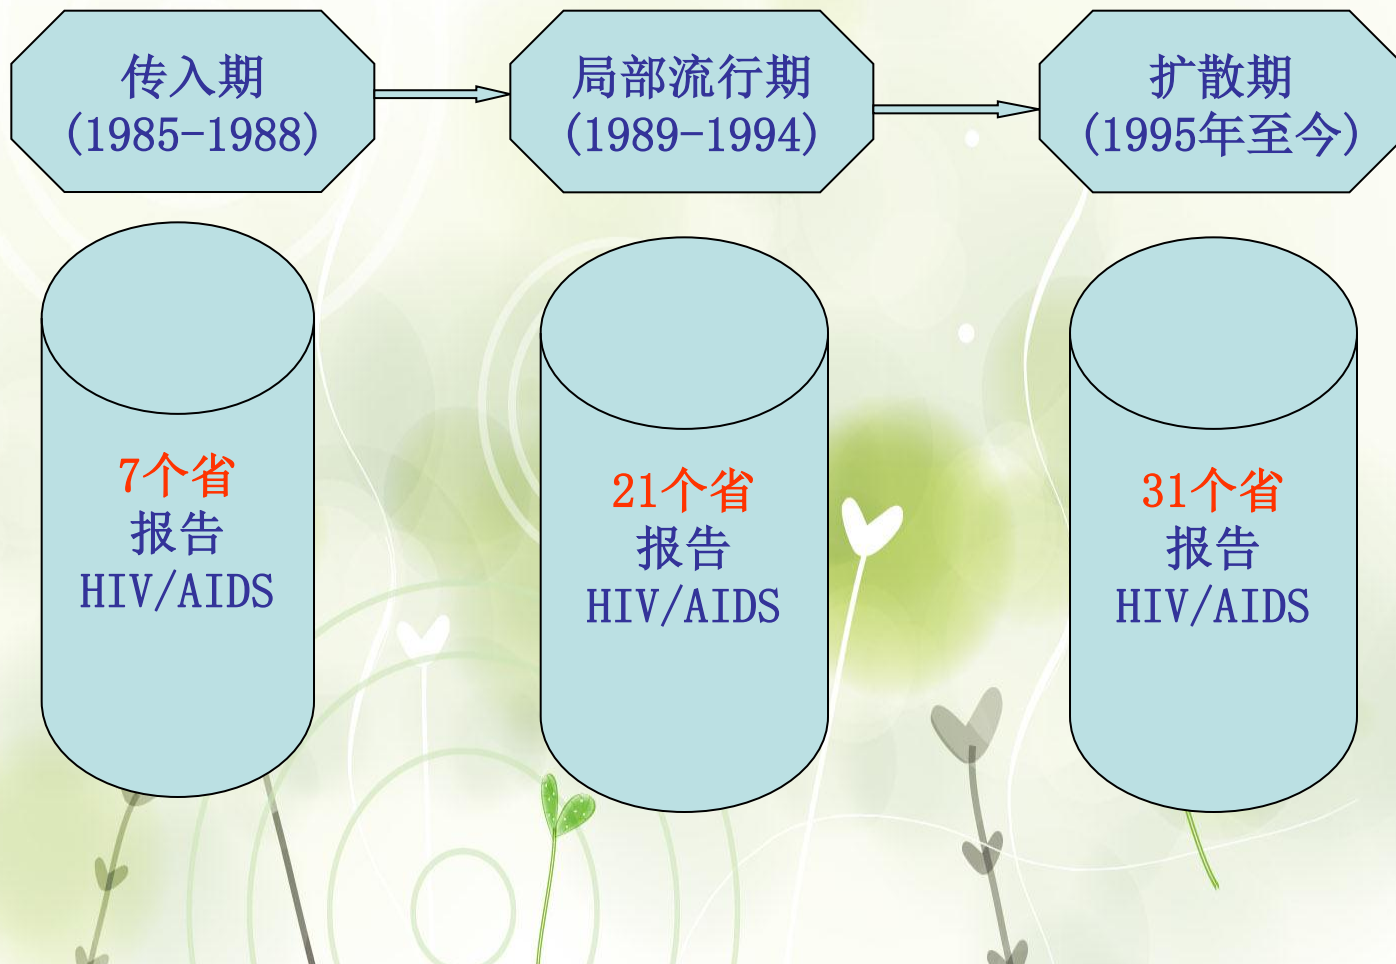 传入期
(1985-1988)
局部流行期
(1989-1994)
扩散期
(1995年至今)
7个省
报告
HIV/AIDS
21个省
报告
HIV/AIDS
31个省
报告
HIV/AIDS